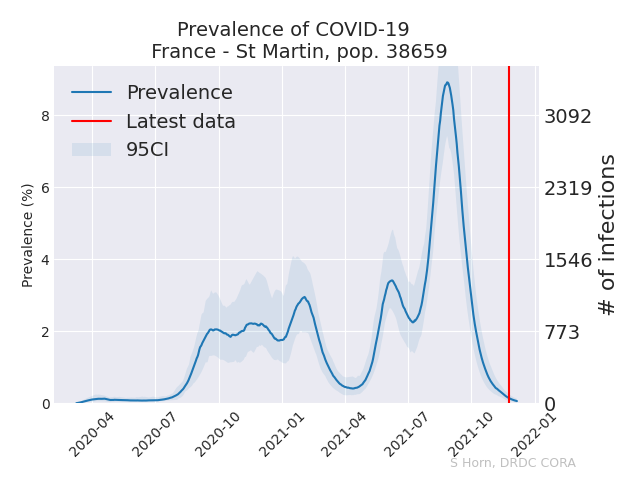 Prevalence of COVID-19
France - St Martin, pop. 38659
Prevalence
Latest data
95CI
Prevalence (%)
8
6
4
2
0
3092
2319
1546
773
0
# of infections
2020-04
2020-07
2020-10
2021-01
2021-04
2021-07
2021-10
2022-01
S Horn, DRDC CORA